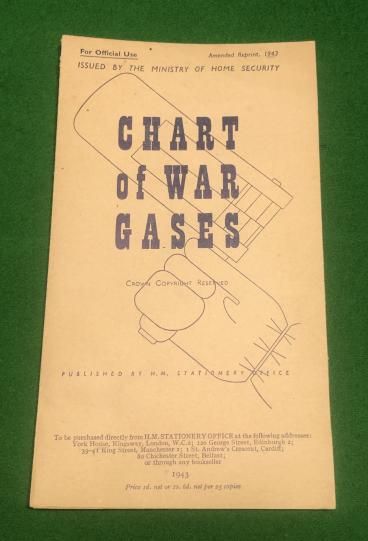 For Official Use
Amended Reprint, 1943
ISSUED BY THE MINISTRY OF HOME SECURITY
CHART
of WAR
GASES
CROWN COPYRIGHT RESERVED
PUBLISHED BY H.M. STATIONERY OFFICE
To be purchased directly from H.M. STATIONERY OFFICE at the following addresses:
York House, Kingsway, London, W.C.2; 120 George Street, Edinburgh 2;
39-41 King Street, Manchester 2; 1 St. Andrew's Crescent, Cardiff;
80 Chichester Street, Belfast;
or through any bookseller
1943
Price 1d. net or 1s. 6d. net per 25 copies